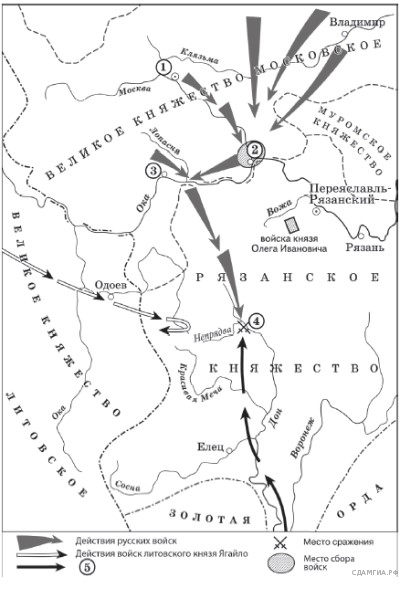 Владимир
Клязьма
1
Москва
ВЕЛИКОЕ КНЯЖЕСТВО МОСКОВСКОЕ
МУРОМСКОЕ
КНЯЖЕСТВО
Лопасня
2
3
Ока
Переяславль-
Рязанский
Вожа
войска князя
Олега Ивановича
Рязань
ВЕЛИКОЕ КНЯЖЕСТВО
ЛИТОВСКОЕ
Одоев
РЯЗАНСКОЕ
4
Непрядва
КНЯЖЕСТВО
Красивая Меча
Ока
Дон
Воронеж
Елец
Сосна
ЗОЛОТАЯ ОРДА
Действия русских войск
Действия войск литовского князя Ягайло
5
Место сражения
Место сбора
войск
СДАМГИА.РФ